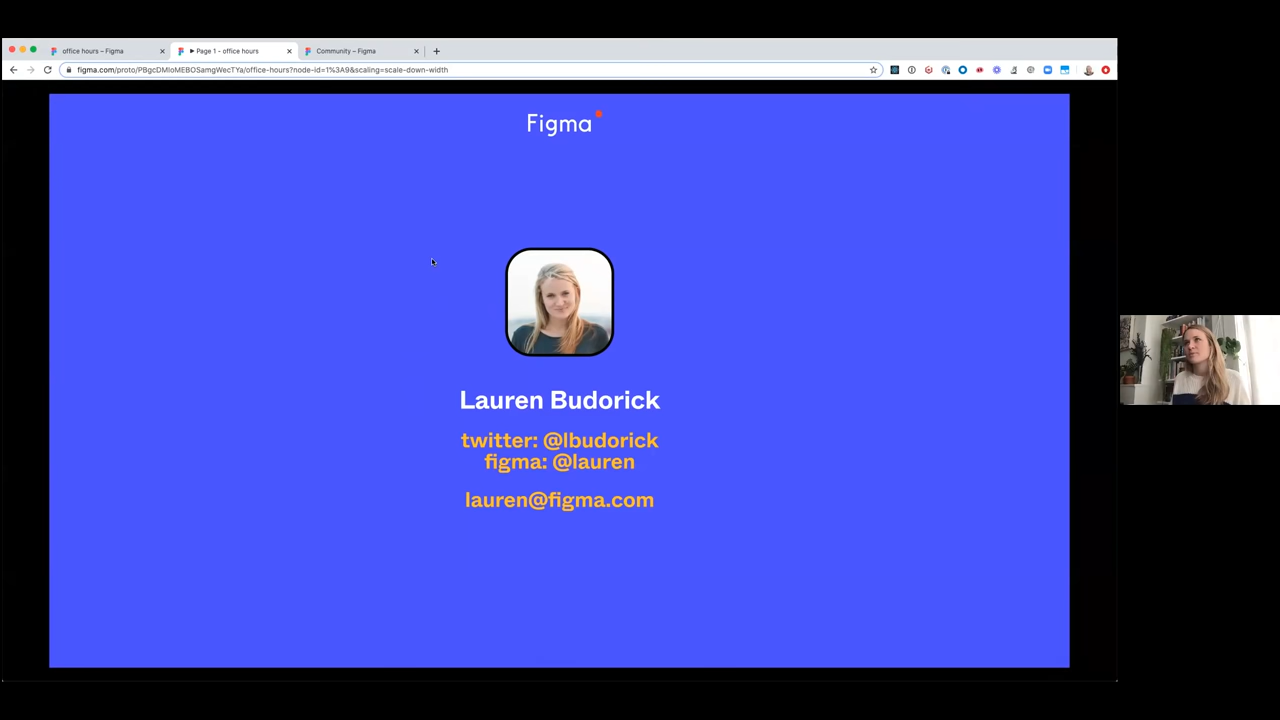 office hours – Figma
Page 1 - office hours
Community – Figma
figma.com/proto/PBgcDMIoMEBOSamgWecTYa/office-hours?node-id=1%3A9&scaling=scale-down-width
Figma
Lauren Budorick
twitter: @lbudorick
figma: @lauren
lauren@figma.com